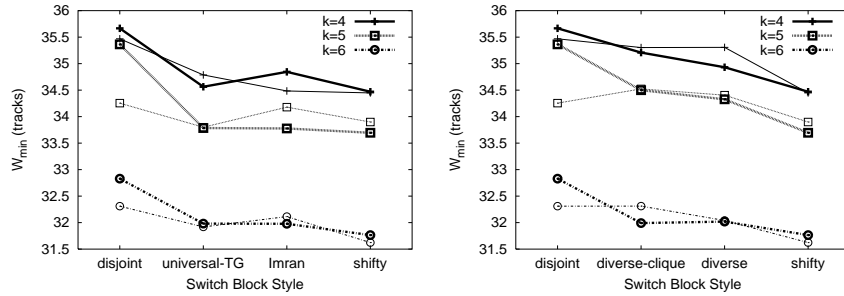 36
35.5
35
34.5
34
33.5
33
32.5
32
31.5
W_min (tracks)
k=4
k=5
k=6
disjoint universal-TG Imran shifty
Switch Block Style
36
35.5
35
34.5
34
33.5
33
32.5
32
31.5
W_min (tracks)
k=4
k=5
k=6
disjoint diverse-clique diverse shifty
Switch Block Style